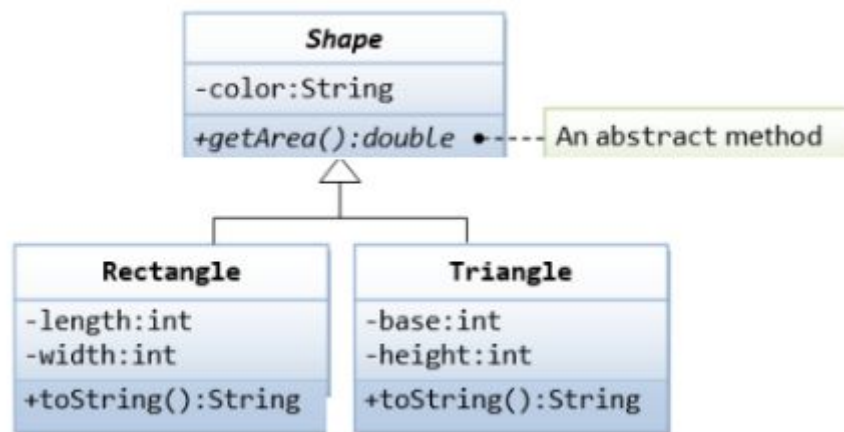 Shape
-color:String
+getArea():double
An abstract method
Rectangle
-length:int
-width:int
+toString():String
Triangle
-base:int
-height:int
+toString():String